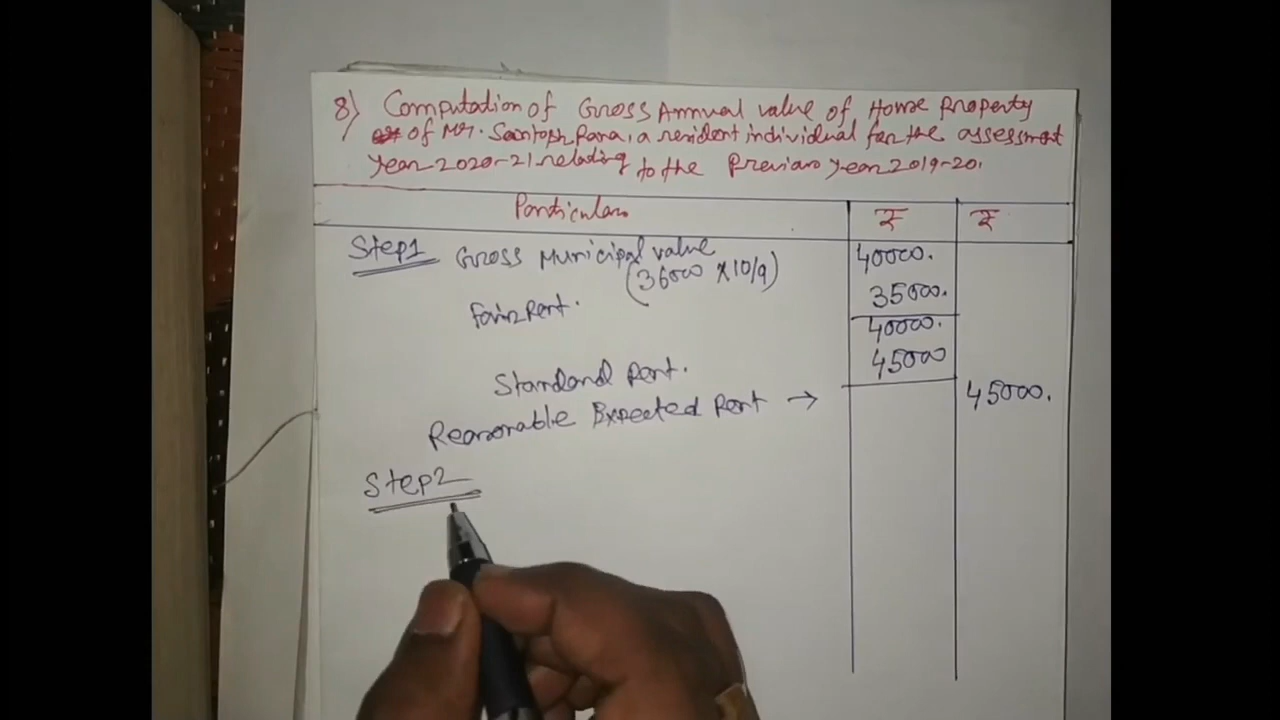 8) Computation of Gross Annual value of House Property
of Mr. Santosh Rana, a resident individual for the assessment
year 2020-21 relating to the Previous year 2019-20.
Particulars ₹ ₹
Step1 Gross Municipal value 40000.
(36000 x10/9)
Fair Rent. 35000.
40000.
Standard Rent. 45000
Reasonable Expected Rent → 45000.
Step2